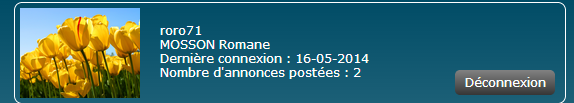 roro71
MOSSON Romane
Dernière connexion : 16-05-2014
Nombre d'annonces postées : 2
Déconnexion